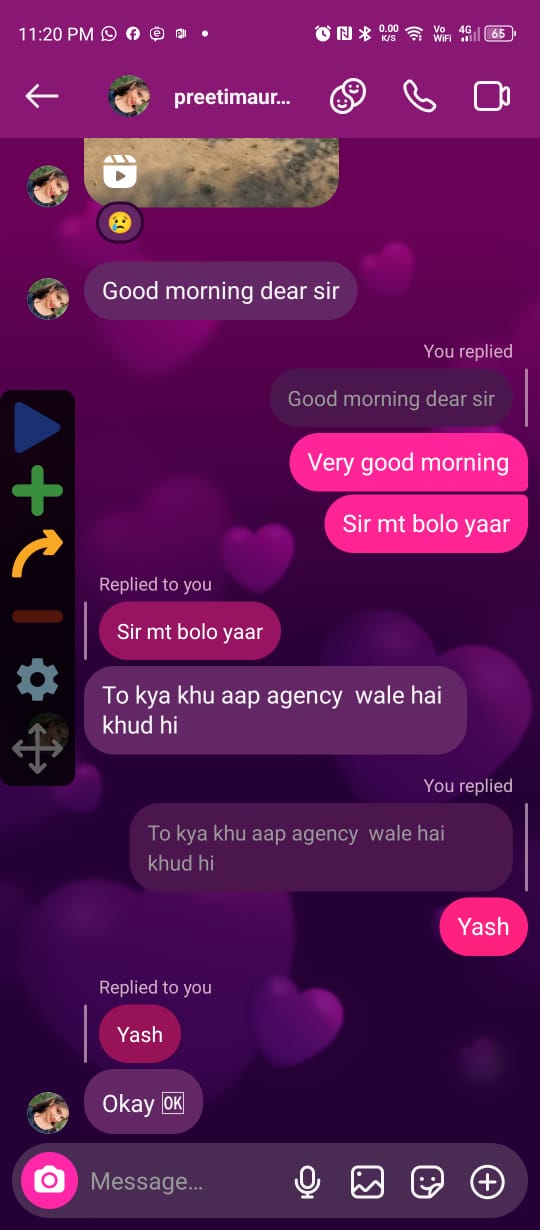 11:20 PM
0.00
K/S
Vo
WiFi
4G
65
preetimaur...
Good morning dear sir
You replied
Good morning dear sir
Very good morning
Sir mt bolo yaar
Replied to you
Sir mt bolo yaar
To kya khu aap agency wale hai
khud hi
You replied
To kya khu aap agency wale hai
khud hi
Yash
Replied to you
Yash
Okay 🆗
Message...